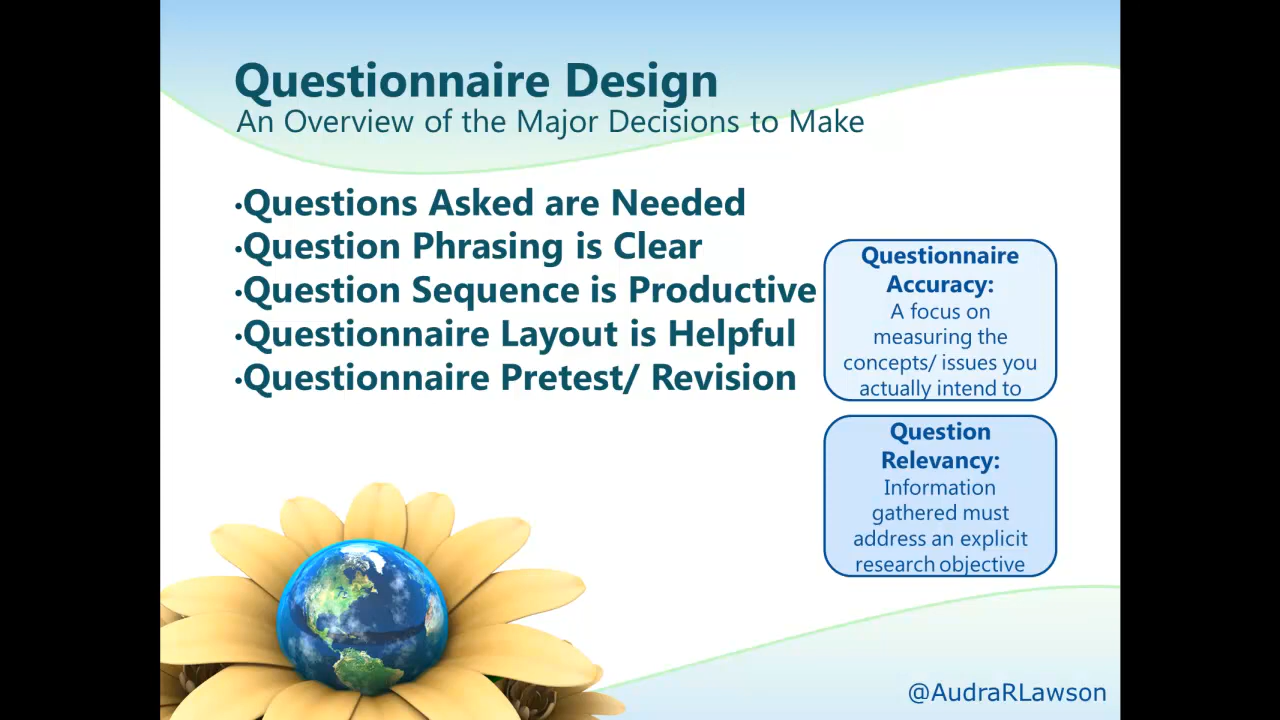 Questionnaire Design
An Overview of the Major Decisions to Make
•Questions Asked are Needed
•Question Phrasing is Clear
•Question Sequence is Productive
•Questionnaire Layout is Helpful
•Questionnaire Pretest/ Revision
Questionnaire
Accuracy:
A focus on
measuring the
concepts/ issues you
actually intend to
Question
Relevancy:
Information
gathered must
address an explicit
research objective
@AudraRLawson